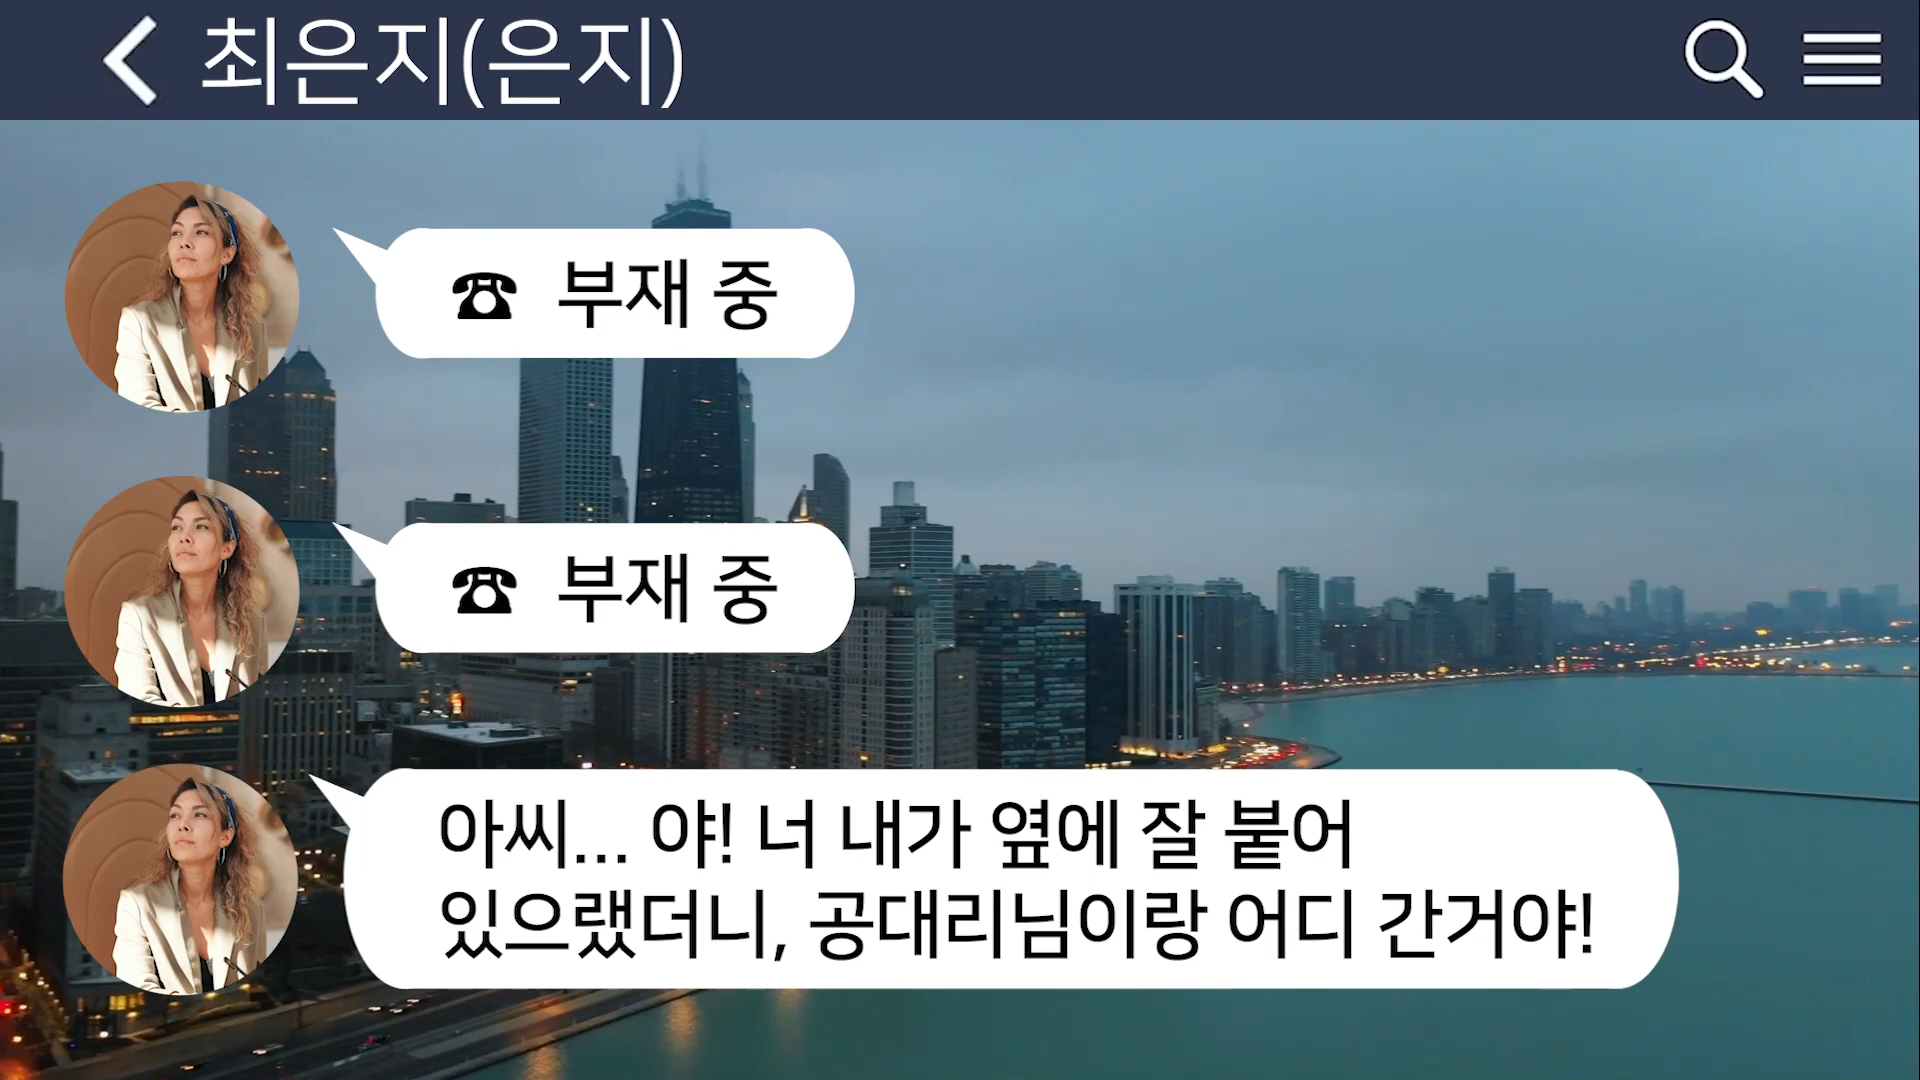 최은지(은지)
☎ 부재 중
☎ 부재 중
아씨... 야! 너 내가 옆에 잘 붙어
있으랬더니, 공대리님이랑 어디 간거야!